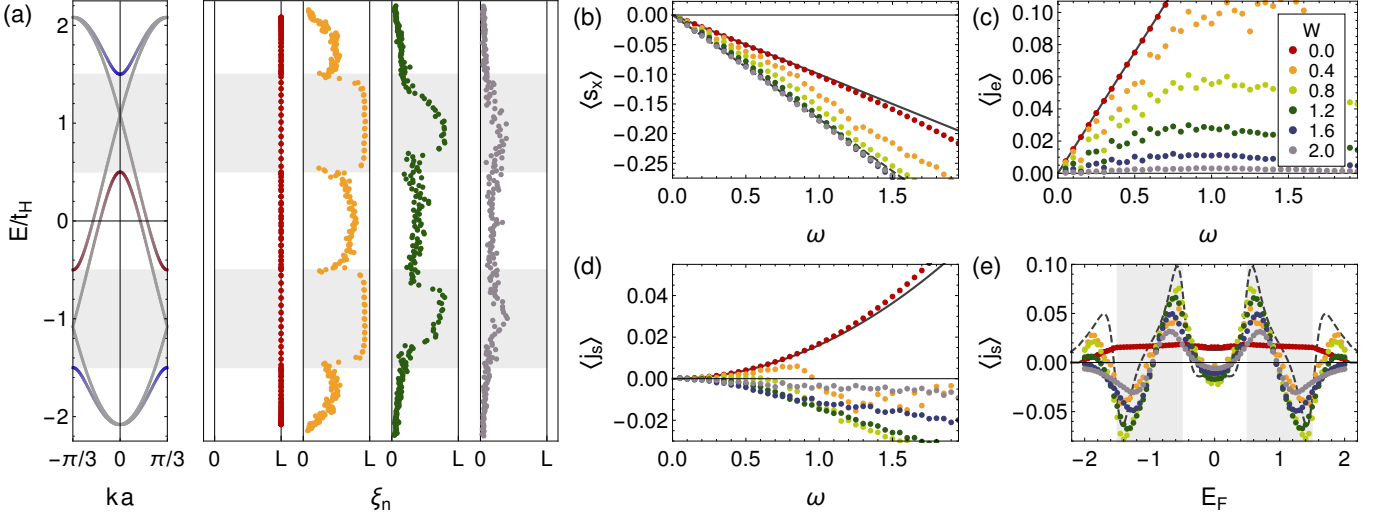 (a)
E/t_H
2
1
0
−1
−2
−π/3 0 π/3
ka
0 L 0 L 0 L 0 L
ξ_n
(b)
⟨s_x⟩
0.00
−0.05
−0.10
−0.15
−0.20
−0.25
0.0 0.5 1.0 1.5
ω
(c)
⟨j_e⟩
0.10
0.08
0.06
0.04
0.02
0.00
0.0 0.5 1.0 1.5
ω
W
0.0
0.4
0.8
1.2
1.6
2.0
(d)
⟨j_s⟩
0.04
0.02
0.00
−0.02
0.0 0.5 1.0 1.5
ω
(e)
⟨j_s⟩
0.10
0.05
0.00
−0.05
−2 −1 0 1 2
E_F